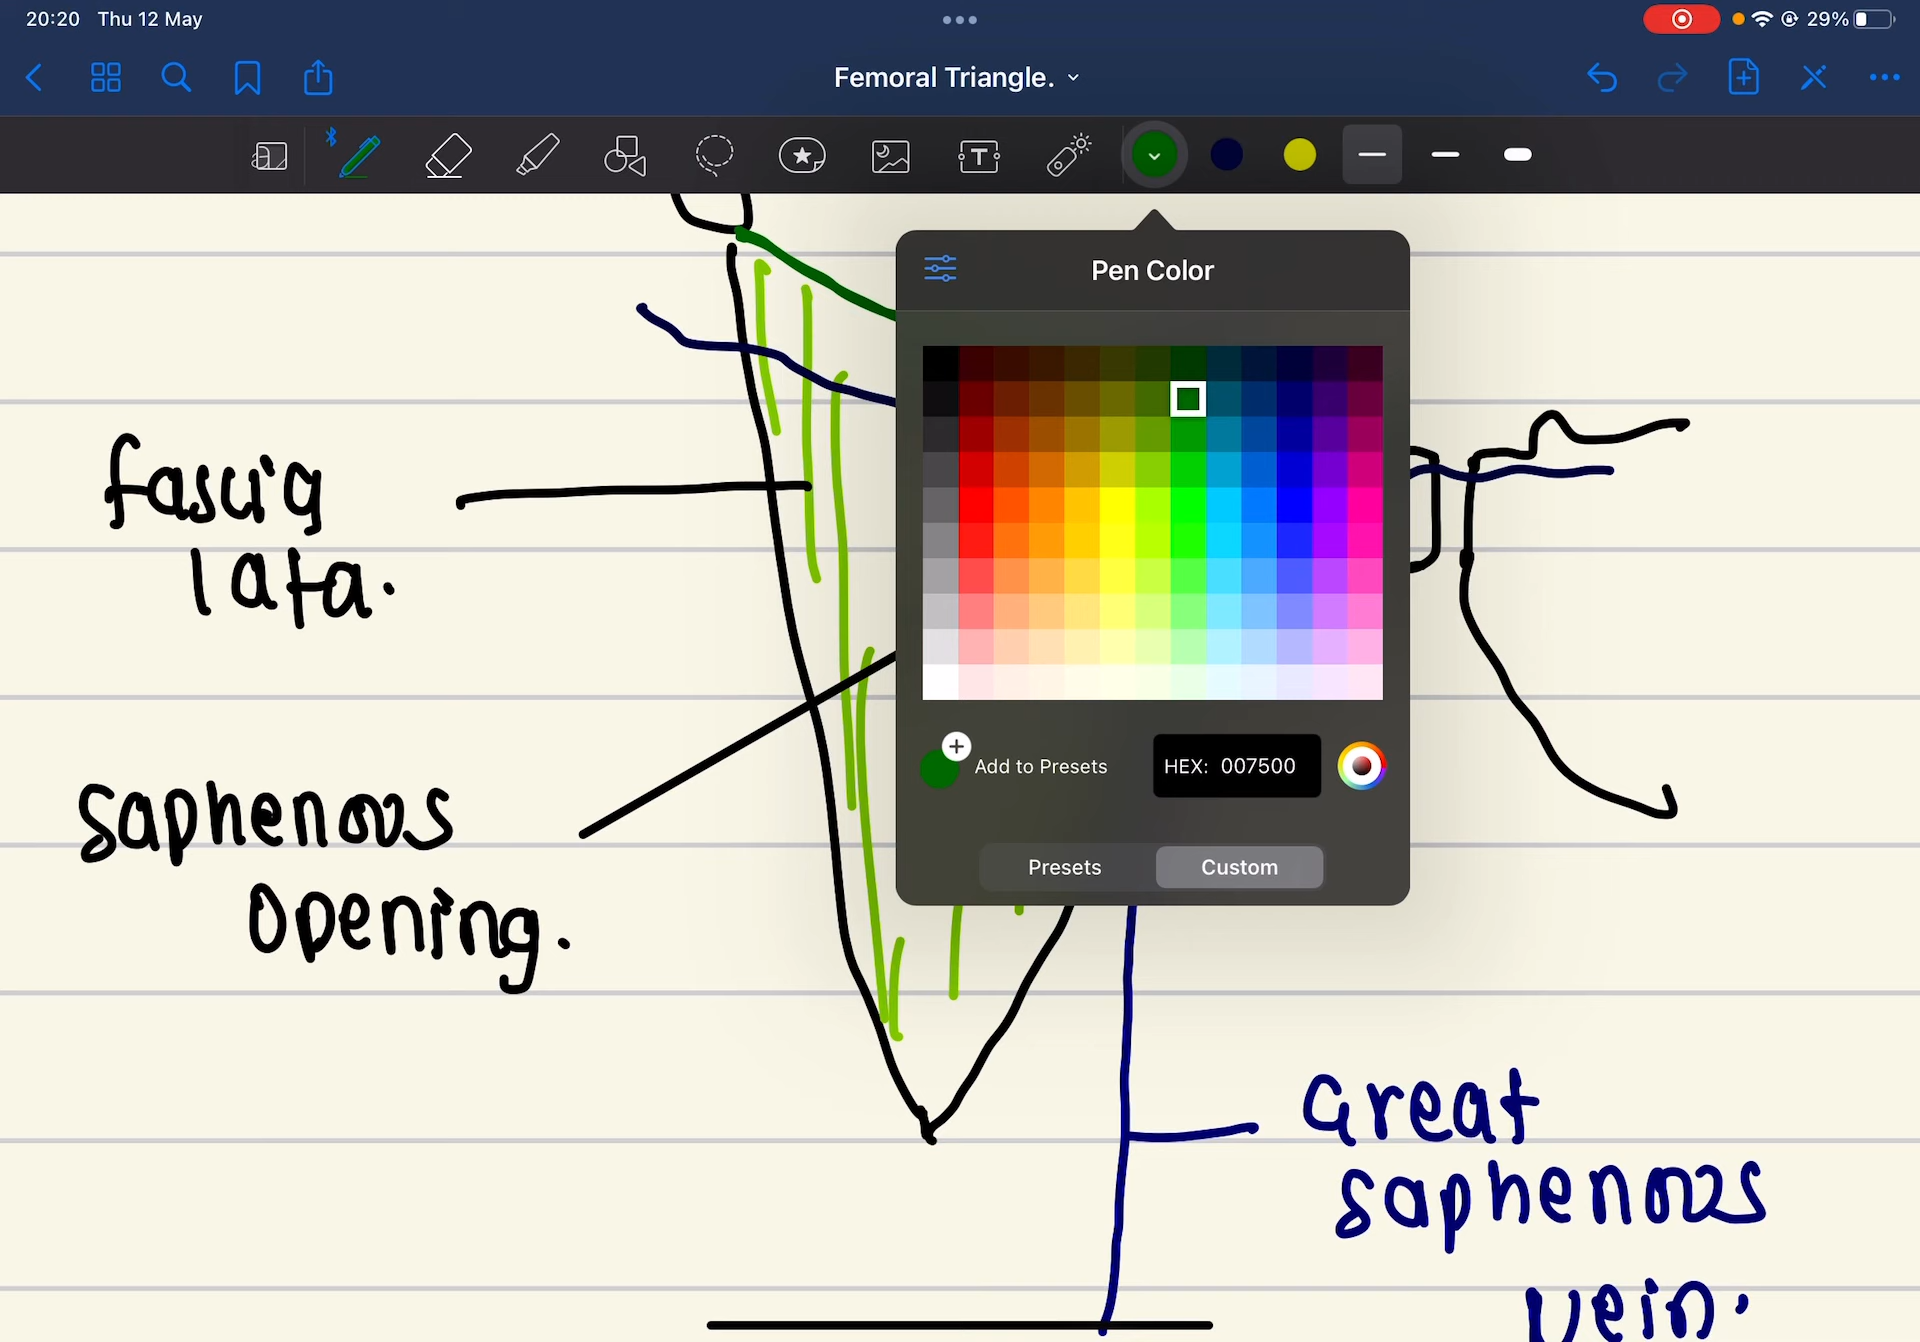 20:20 Thu 12 May
29%
Femoral Triangle.
T
Pen Color
fascia
lata.
Add to Presets
HEX: 007500
Presets
Custom
saphenous
opening.
Great
saphenous
vein.